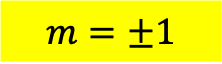 m = ±1